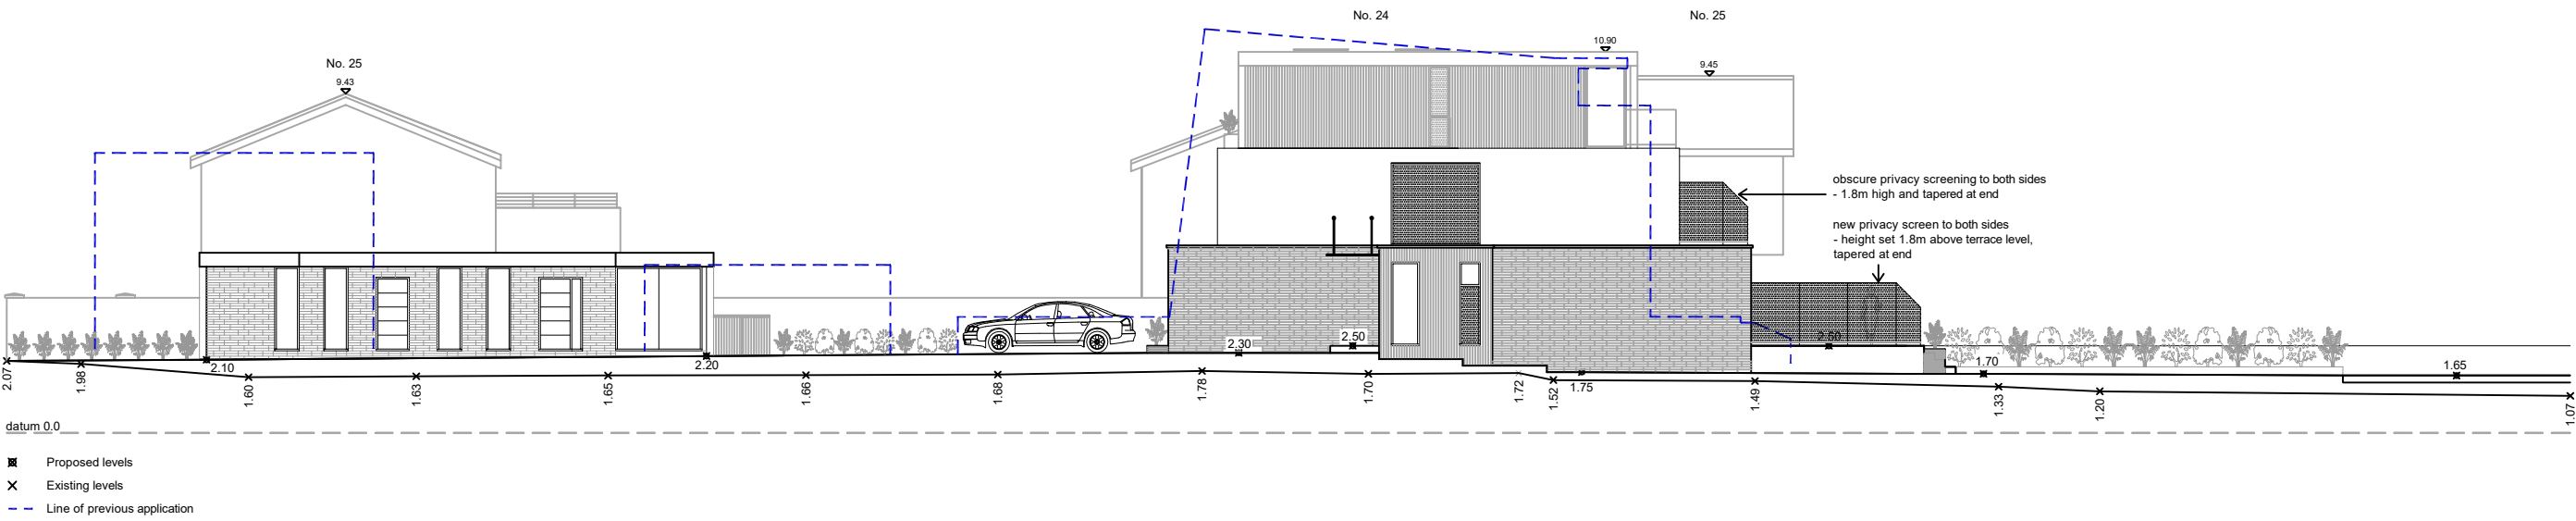 No. 24
No. 25
10.90
No. 25
9.45
9.43
obscure privacy screening to both sides
- 1.8m high and tapered at end
new privacy screen to both sides
- height set 1.8m above terrace level,
tapered at end
2.30
2.50
2.50
2.10
2.20
1.70
1.65
1.75
2.07
1.98
1.60
1.63
1.65
1.66
1.68
1.78
1.70
1.72
1.52
1.49
1.33
1.20
1.07
datum 0.0
Proposed levels
Existing levels
Line of previous application